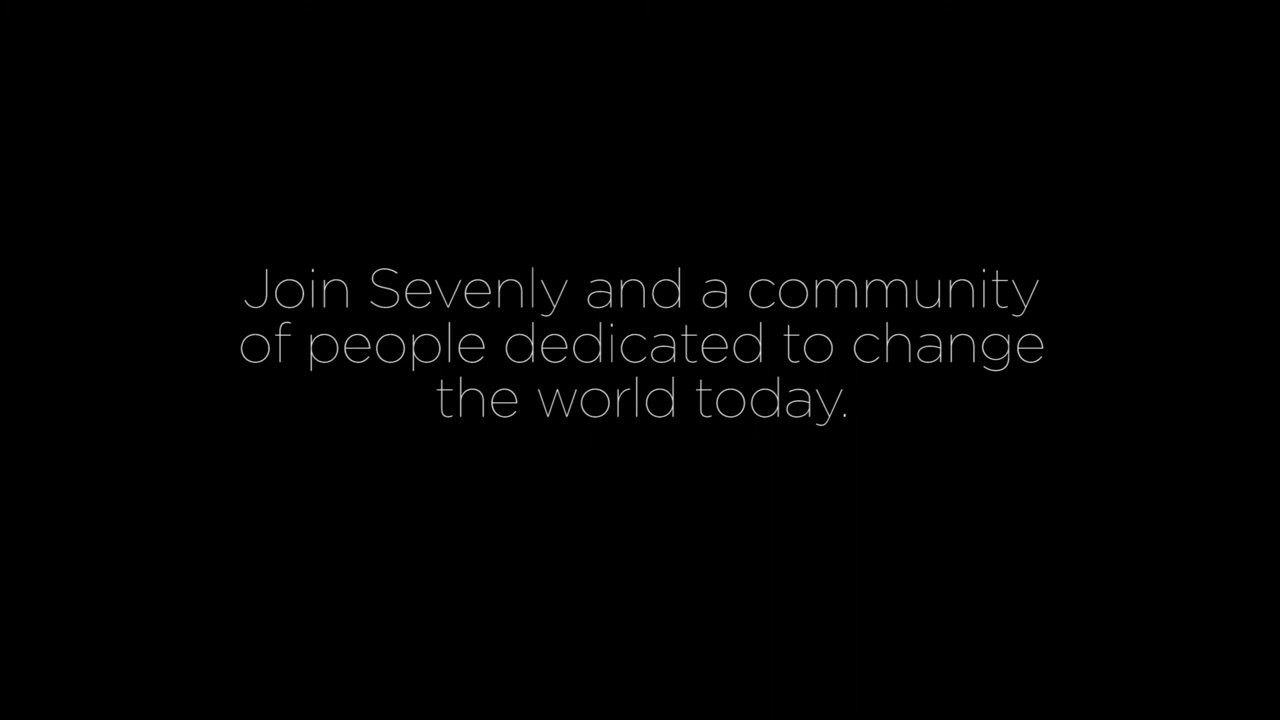 Join Sevenly and a community
of people dedicated to change
the world today.